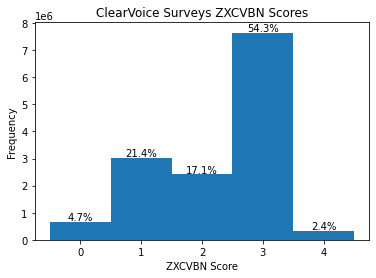 ClearVoice Surveys ZXCVBN Scores
1e6
8
7
6
5
4
3
2
1
0
Frequency
4.7%
21.4%
17.1%
54.3%
2.4%
0 1 2 3 4
ZXCVBN Score